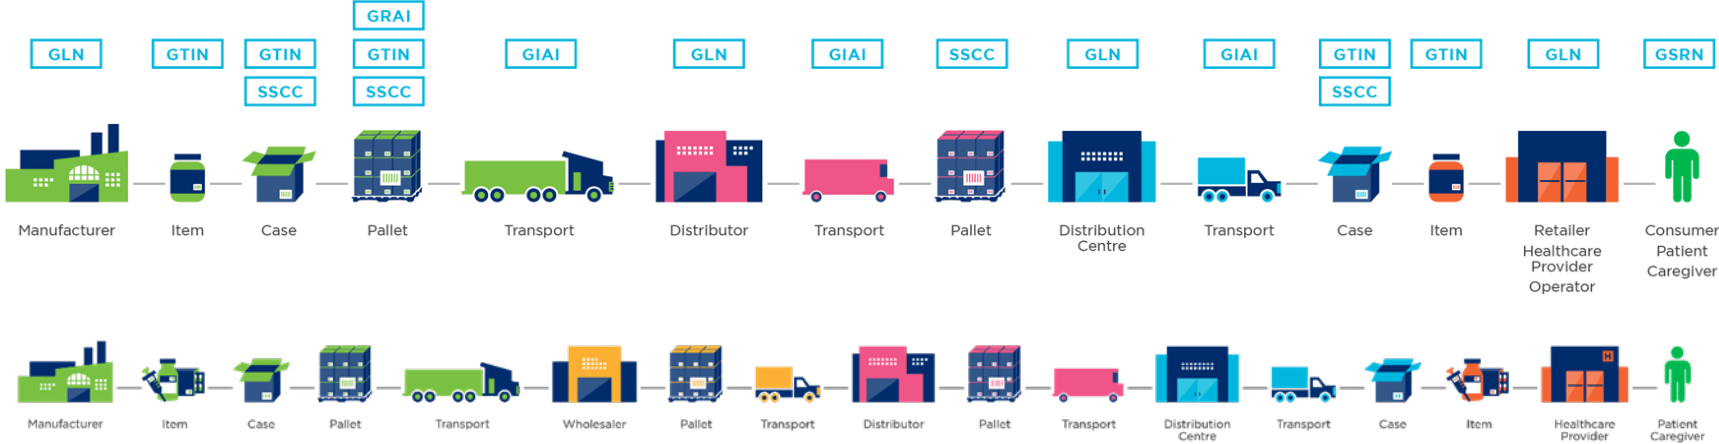 GRAI
GLN GTIN GTIN GTIN GIAI GLN GIAI SSCC GLN GIAI GTIN GTIN GLN GSRN
SSCC SSCC SSCC
Manufacturer Item Case Pallet Transport Distributor Transport Pallet Distribution Transport Case Item Retailer Consumer
Centre
Healthcare Patient
Provider
Caregiver
Operator
H
Manufacturer Item Case Pallet Transport Wholesaler Pallet Transport Distributor Pallet Transport Distribution Transport Case Item Healthcare Patient
Centre Provider Caregiver